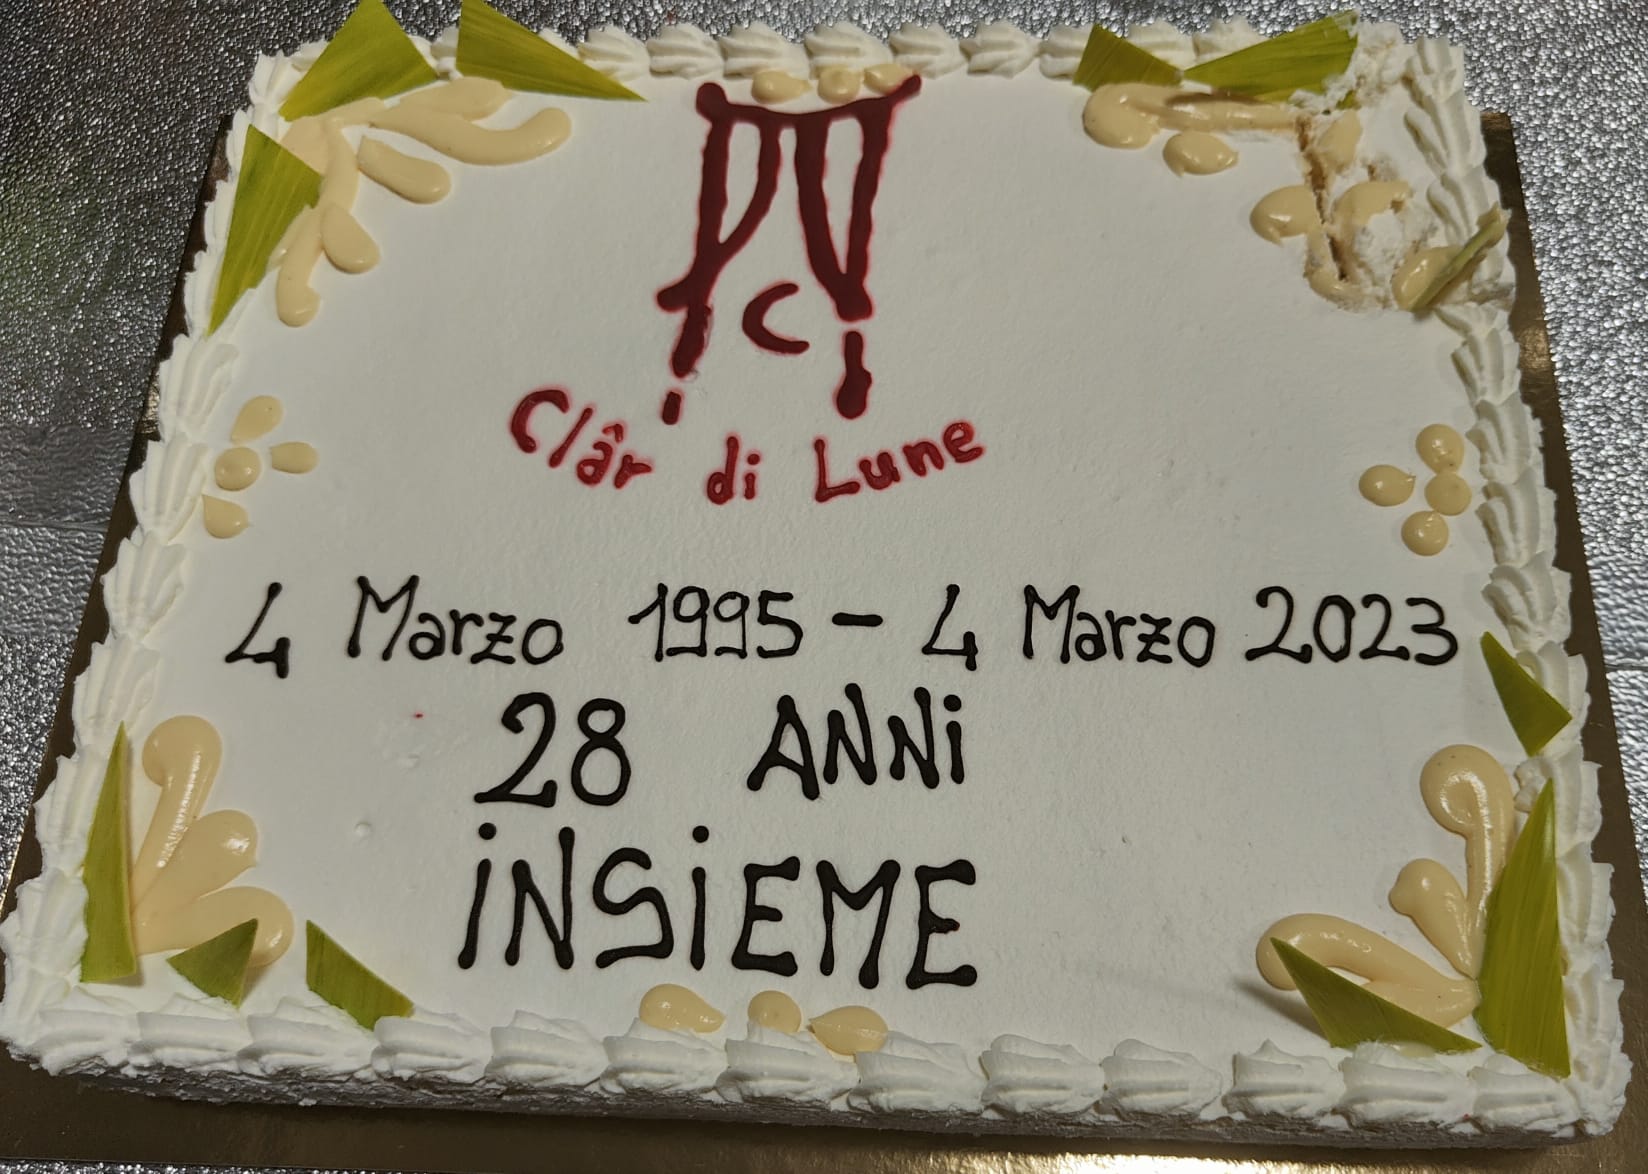 C
Clâr di Lune
4 Marzo 1995 - 4 Marzo 2023
28 ANNi
iNSiEME